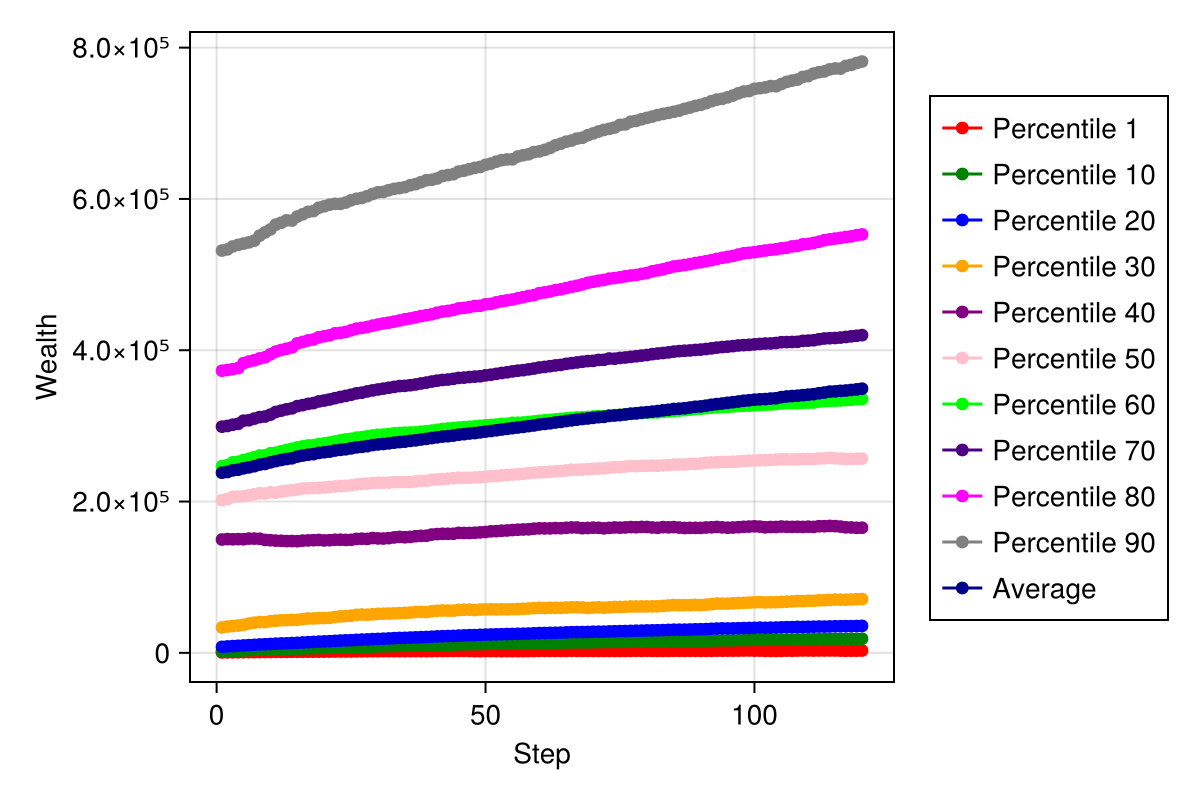 8.0×10⁵
6.0×10⁵
4.0×10⁵
2.0×10⁵
0
0 50 100
Wealth
Step
Percentile 1
Percentile 10
Percentile 20
Percentile 30
Percentile 40
Percentile 50
Percentile 60
Percentile 70
Percentile 80
Percentile 90
Average